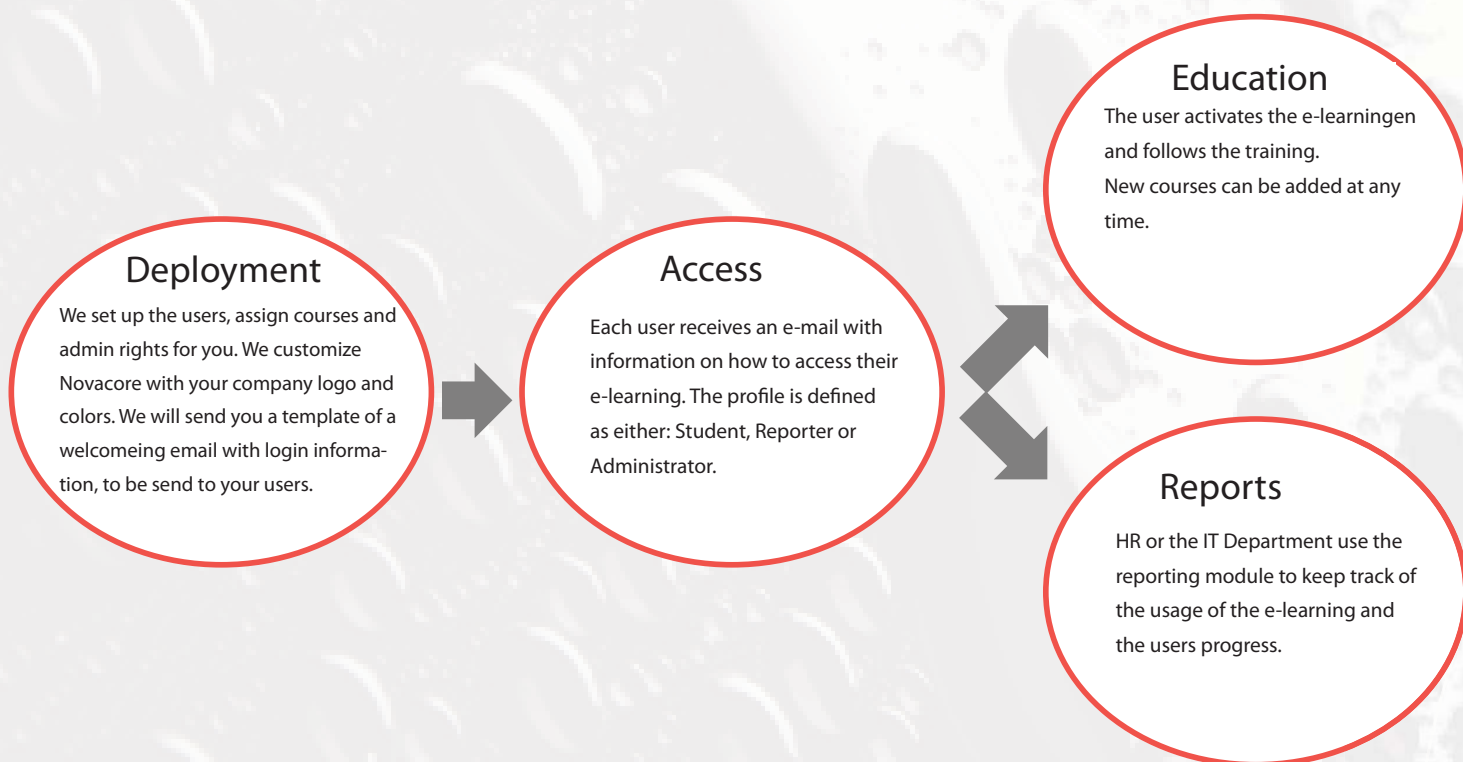 Deployment
We set up the users, assign courses and
admin rights for you. We customize
Novacore with your company logo and
colors. We will send you a template of a
welcomeing email with login informa-
tion, to be send to your users.
Access
Each user receives an e-mail with
information on how to access their
e-learning. The profile is defined
as either: Student, Reporter or
Administrator.
Education
The user activates the e-learningen
and follows the training.
New courses can be added at any
time.
Reports
HR or the IT Department use the
reporting module to keep track of
the usage of the e-learning and
the users progress.